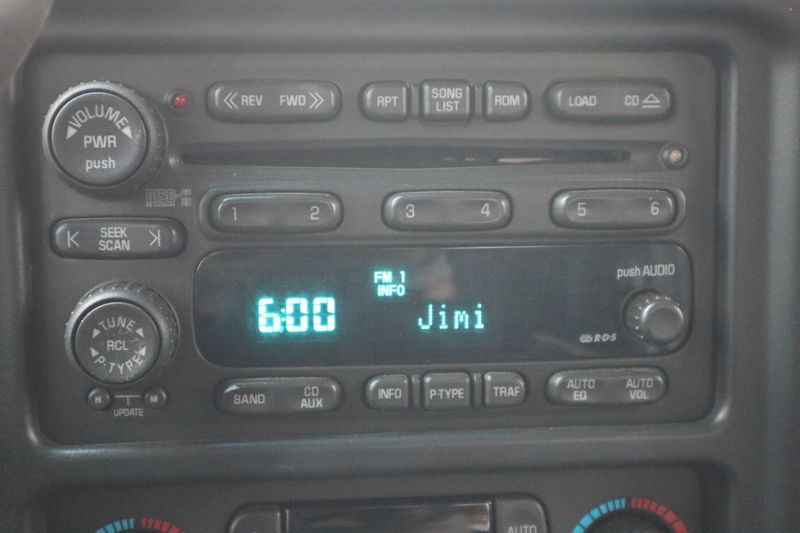 VOLUME
PWR
push
REV FWD
RPT
SONG
LIST
RDM
LOAD CD
DISC
1 2
3 4
5 6
SEEK
SCAN
push AUDIO
FM 1
INFO
6:00
Jimi
R·D·S
TUNE
RCL
P-TYPE
H M
UPDATE
BAND
CD
AUX
INFO
P-TYPE
TRAF
AUTO
EQ
AUTO
VOL
AUTO